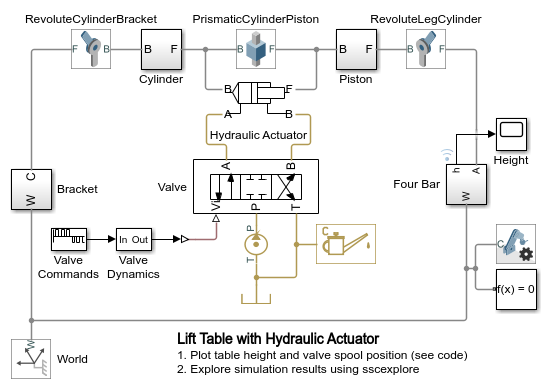 RevoluteCylinderBracket PrismaticCylinderPiston RevoluteLegCylinder
F B B F B F B F B F
Cylinder Piston
B F
A B
Hydraulic Actuator
Height
h A
Four Bar
W
C
W
Bracket
Valve
A B
Vi P T
In Out
Valve Commands
Valve Dynamics
P
T
C
C
f(x) = 0
W
World
Lift Table with Hydraulic Actuator
1. Plot table height and valve spool position (see code)
2. Explore simulation results using sscexplore